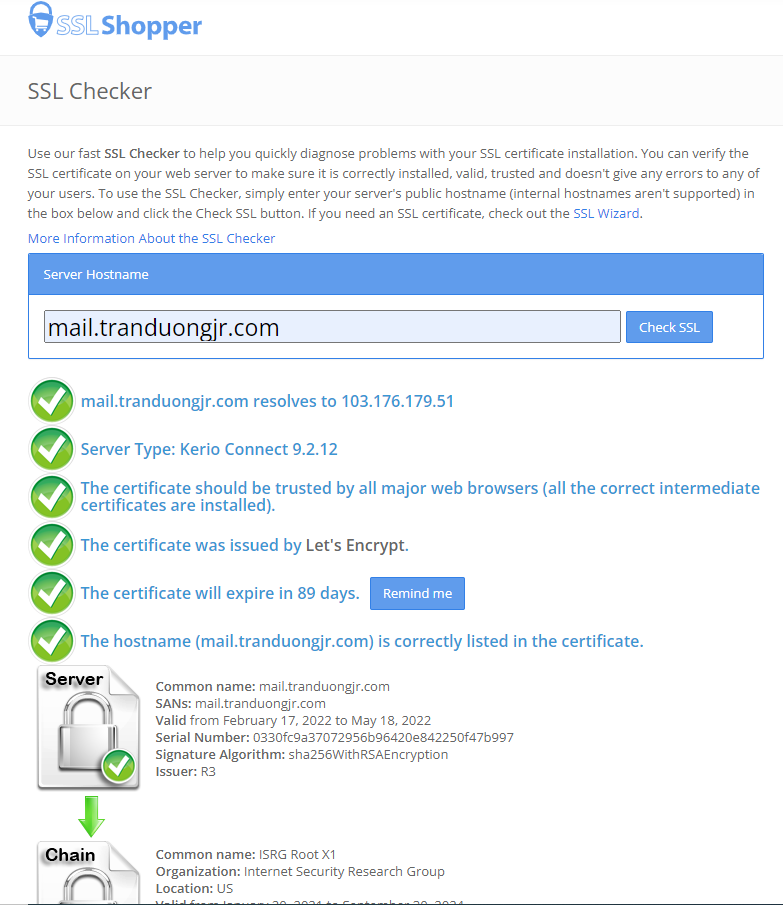 SSLShopper
SSL Checker
Use our fast SSL Checker to help you quickly diagnose problems with your SSL certificate installation. You can verify the
SSL certificate on your web server to make sure it is correctly installed, valid, trusted and doesn't give any errors to any of
your users. To use the SSL Checker, simply enter your server's public hostname (internal hostnames aren't supported) in
the box below and click the Check SSL button. If you need an SSL certificate, check out the SSL Wizard.
More Information About the SSL Checker
Server Hostname
mail.tranduongjr.com Check SSL
mail.tranduongjr.com resolves to 103.176.179.51
Server Type: Kerio Connect 9.2.12
The certificate should be trusted by all major web browsers (all the correct intermediate
certificates are installed).
The certificate was issued by Let's Encrypt.
The certificate will expire in 89 days. Remind me
The hostname (mail.tranduongjr.com) is correctly listed in the certificate.
Server
Common name: mail.tranduongjr.com
SANs: mail.tranduongjr.com
Valid from February 17, 2022 to May 18, 2022
Serial Number: 0330fc9a37072956b96420e842250f47b997
Signature Algorithm: sha256WithRSAEncryption
Issuer: R3
Chain
Common name: ISRG Root X1
Organization: Internet Security Research Group
Location: US